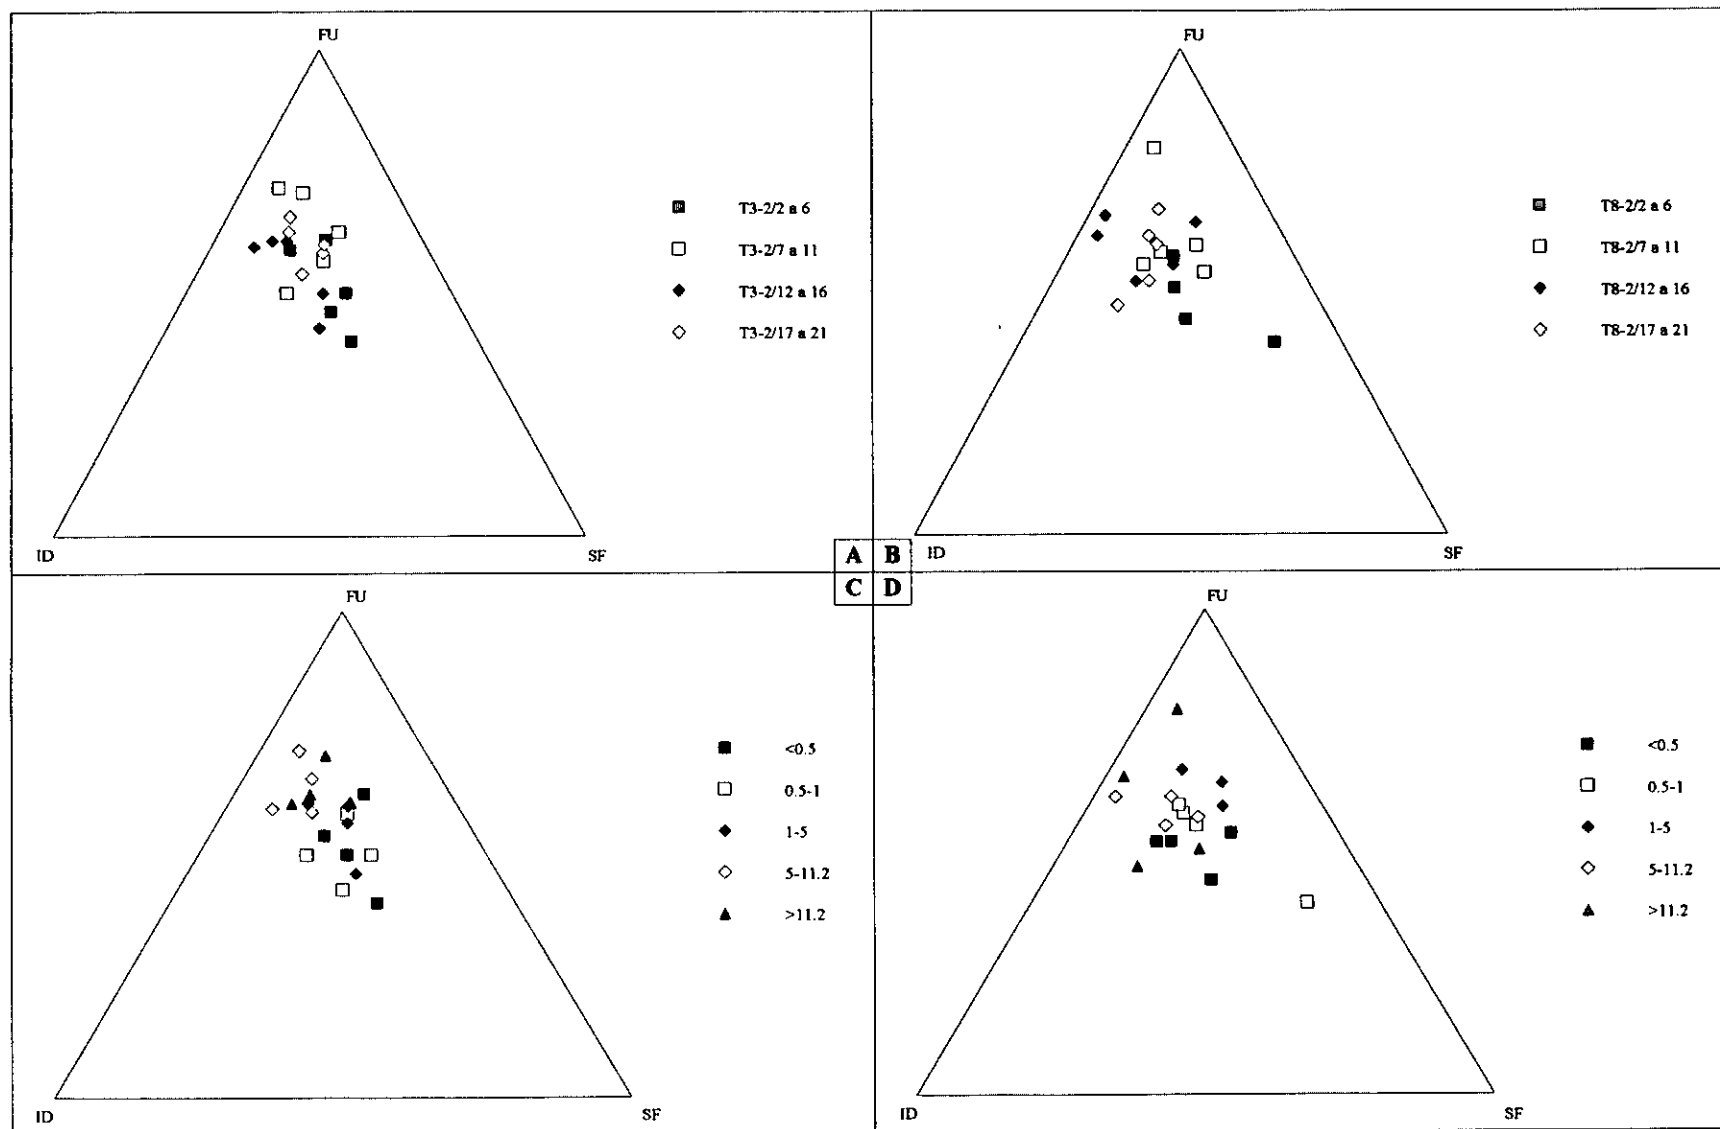 FU
T3-2/2 a 6
T3-2/7 a 11
T3-2/12 a 16
T3-2/17 a 21
ID
SF
FU
T8-2/2 a 6
T8-2/7 a 11
T8-2/12 a 16
T8-2/17 a 21
ID
SF
A B
C D
FU
<0.5
0.5-1
1-5
5-11.2
>11.2
ID
SF
FU
<0.5
0.5-1
1-5
5-11.2
>11.2
ID
SF